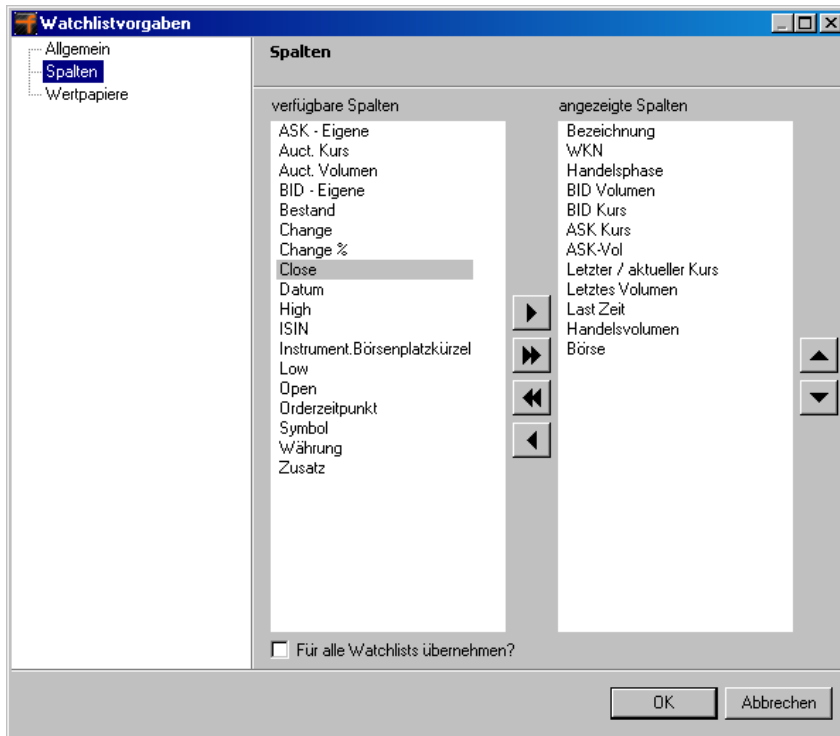 Watchlistvorgaben
Allgemein
Spalten
Wertpapiere
Spalten
verfügbare Spalten
ASK - Eigene
Auct. Kurs
Auct. Volumen
BID - Eigene
Bestand
Change
Change %
Close
Datum
High
ISIN
Instrument.Börsenplatzkürzel
Low
Open
Orderzeitpunkt
Symbol
Währung
Zusatz
angezeigte Spalten
Bezeichnung
WKN
Handelsphase
BID Volumen
BID Kurs
ASK Kurs
ASK-Vol
Letzter / aktueller Kurs
Letztes Volumen
Last Zeit
Handelsvolumen
Börse
Für alle Watchlists übernehmen?
OK
Abbrechen